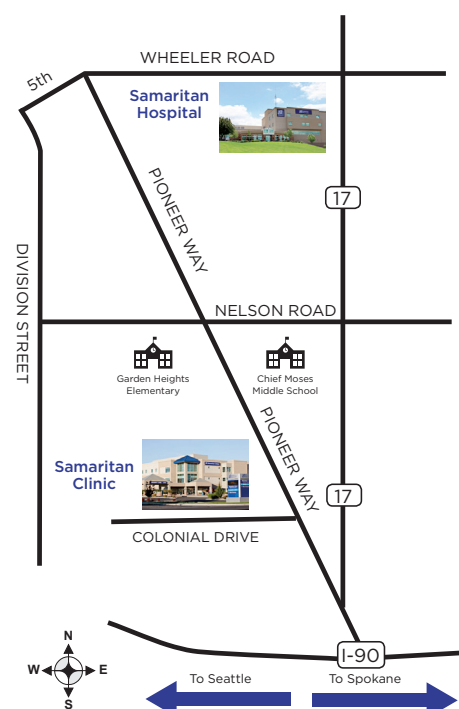 WHEELER ROAD
5th
Samaritan
Hospital
PIONEER WAY
17
DIVISION STREET
NELSON ROAD
Garden Heights
Elementary
Chief Moses
Middle School
PIONEER WAY
Samaritan
Clinic
17
COLONIAL DRIVE
N
W
E
S
I-90
To Seattle
To Spokane